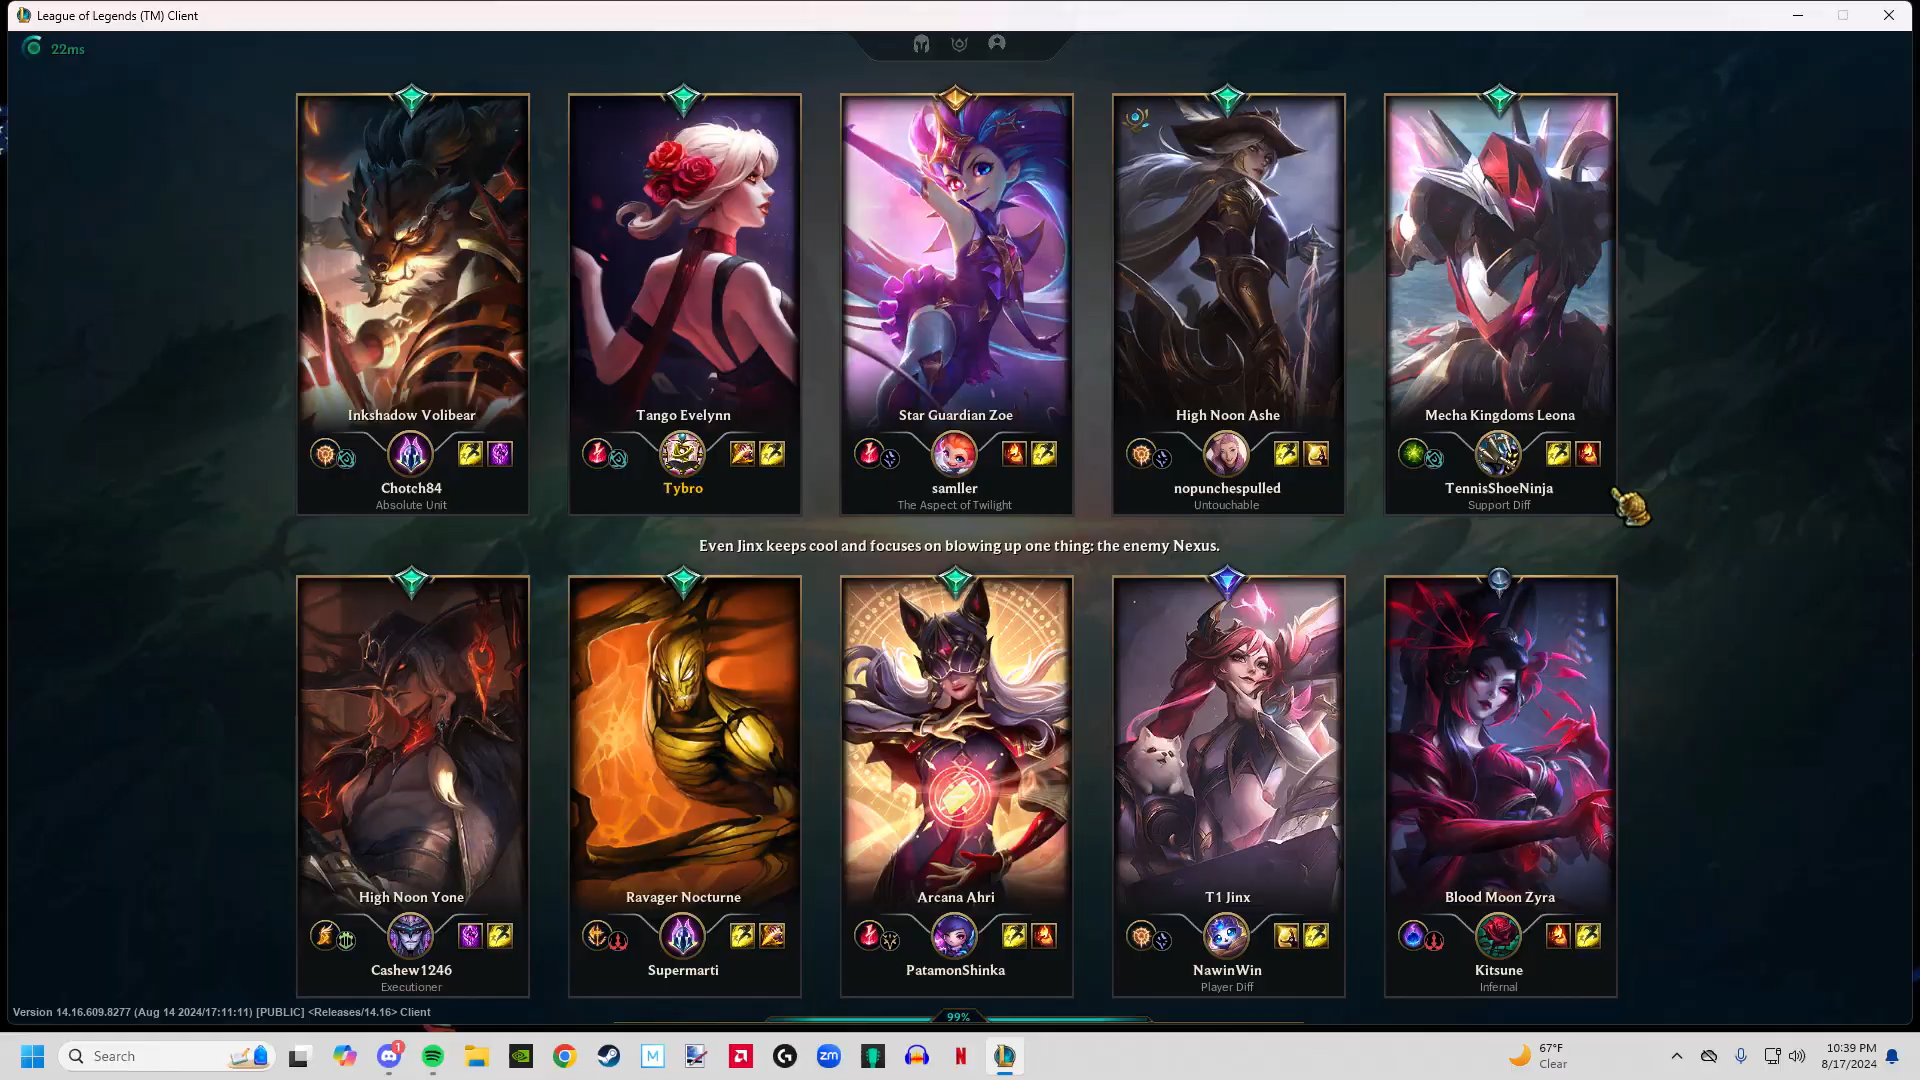 League of Legends (TM) Client
22ms
Inkshadow Volibear
Chotch84
Absolute Unit
Tango Evelynn
Tybro
Star Guardian Zoe
samller
The Aspect of Twilight
High Noon Ashe
nopunchespulled
Untouchable
Mecha Kingdoms Leona
TennisShoeNinja
Support Diff
Even Jinx keeps cool and focuses on blowing up one thing: the enemy Nexus.
High Noon Yone
Cashew1246
Executioner
Ravager Nocturne
Supermarti
Arcana Ahri
PatamonShinka
T1 Jinx
NawinWin
Player Diff
Blood Moon Zyra
Kitsune
Infernal
Version 14.16.609.8277 (Aug 14 2024/17:11:11) [PUBLIC] <Releases/14.16> Client
99%
Search
1
M
G
zm
N
67°F
Clear
10:39 PM
8/17/2024